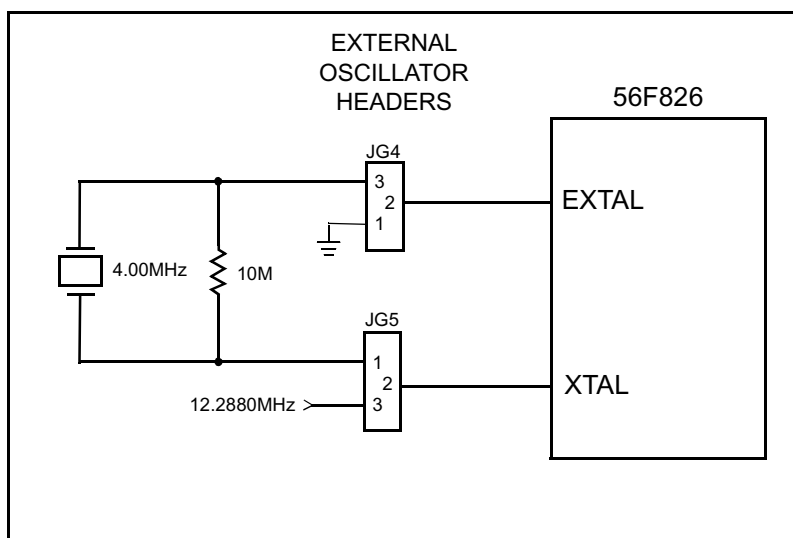 EXTERNAL
OSCILLATOR
HEADERS
56F826
JG4
3
2
1
EXTAL
4.00MHz
10M
JG5
1
2
3
XTAL
12.2880MHz